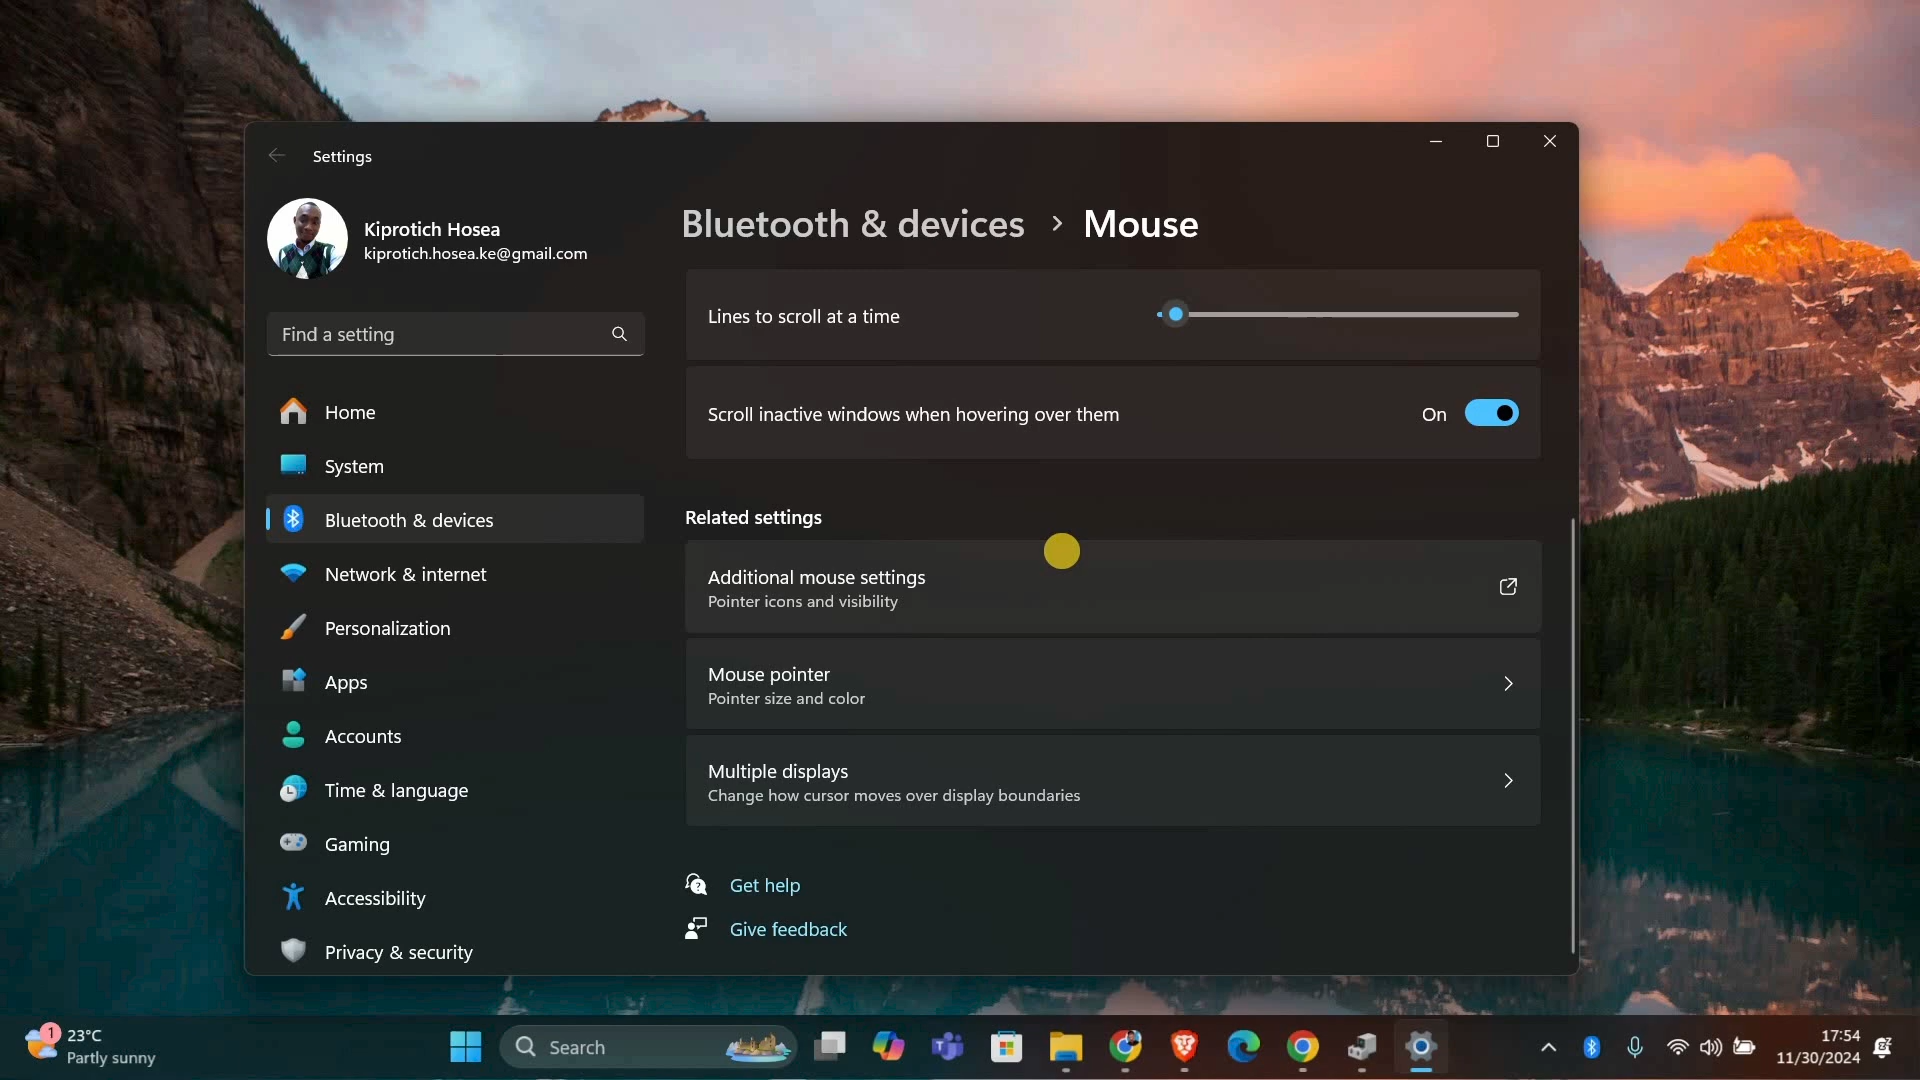 Settings
Kiprotich Hosea
kiprotich.hosea.ke@gmail.com
Find a setting
Home
System
Bluetooth & devices
Network & internet
Personalization
Apps
Accounts
Time & language
Gaming
Accessibility
Privacy & security
Bluetooth & devices > Mouse
Lines to scroll at a time
Scroll inactive windows when hovering over them
On
Related settings
Additional mouse settings
Pointer icons and visibility
Mouse pointer
Pointer size and color
Multiple displays
Change how cursor moves over display boundaries
Get help
Give feedback
1
23°C
Partly sunny
Search
17:54
11/30/2024